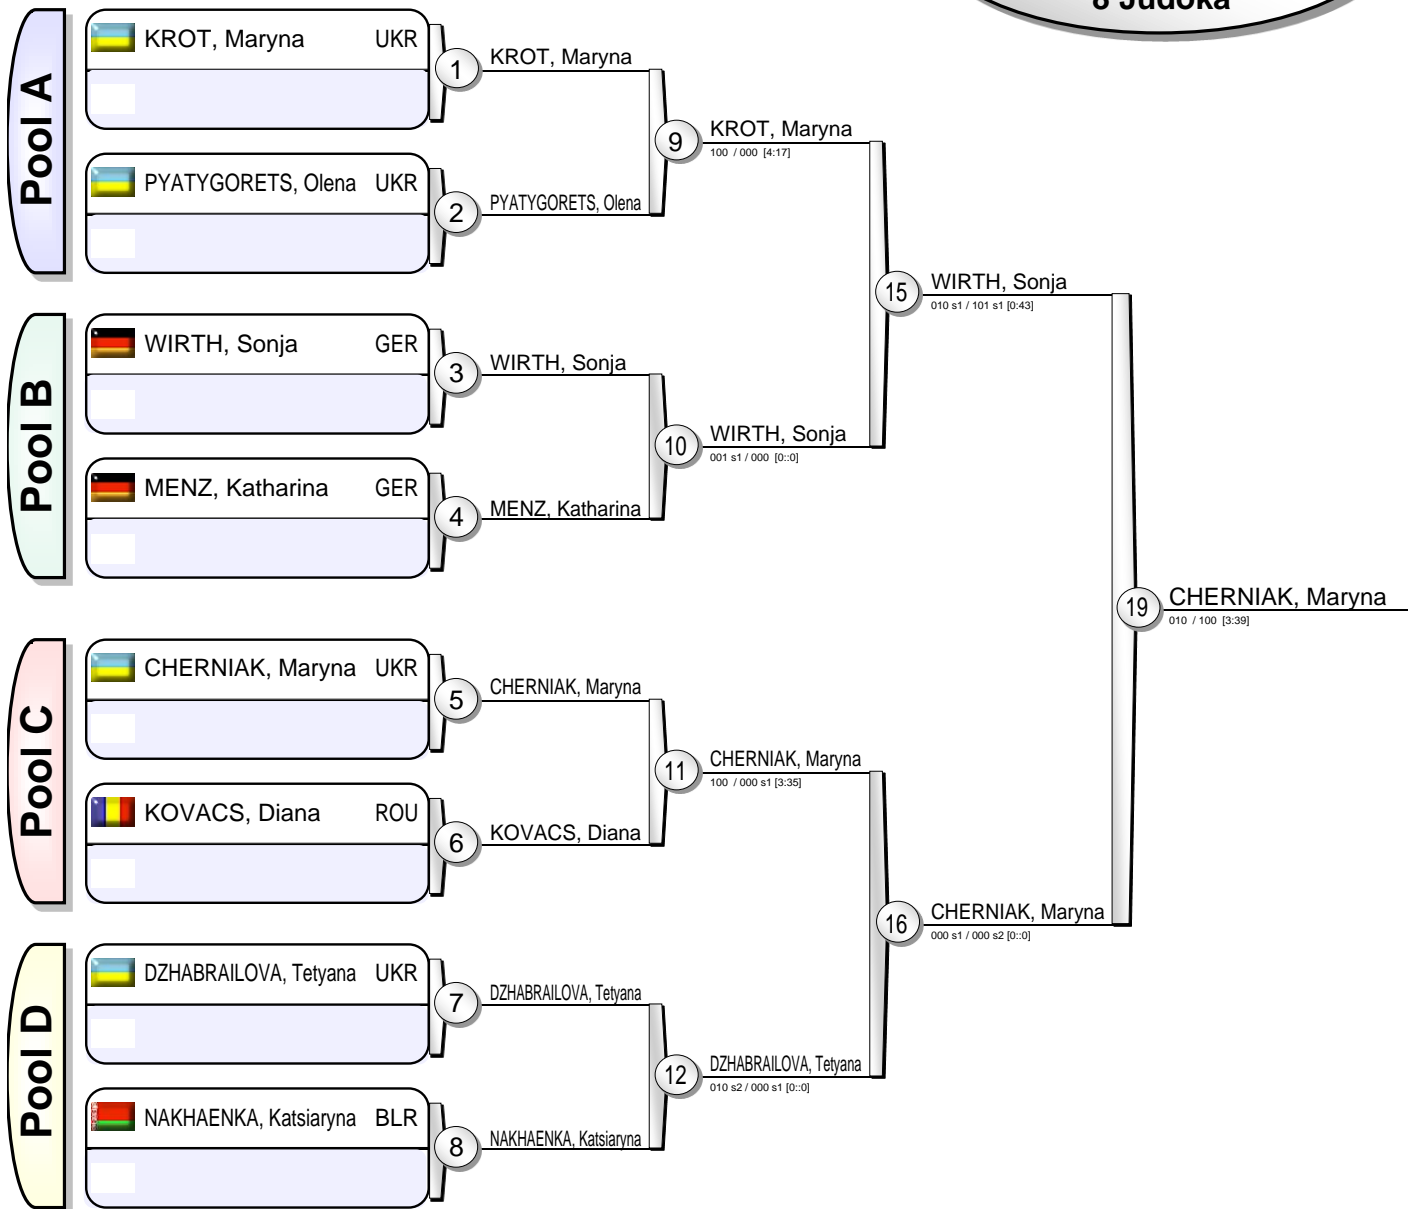 8 Judoka
Pool A
KROT, Maryna UKR
1
KROT, Maryna
PYATYGORETS, Olena UKR
2
PYATYGORETS, Olena
9
KROT, Maryna
100 / 000 [4:17]
Pool B
WIRTH, Sonja GER
3
WIRTH, Sonja
MENZ, Katharina GER
4
MENZ, Katharina
10
WIRTH, Sonja
001 s1 / 000 [0::0]
15
WIRTH, Sonja
010 s1 / 101 s1 [0:43]
Pool C
CHERNIAK, Maryna UKR
5
CHERNIAK, Maryna
KOVACS, Diana ROU
6
KOVACS, Diana
11
CHERNIAK, Maryna
100 / 000 s1 [3:35]
Pool D
DZHABRAILOVA, Tetyana UKR
7
DZHABRAILOVA, Tetyana
NAKHAENKA, Katsiaryna BLR
8
NAKHAENKA, Katsiaryna
12
DZHABRAILOVA, Tetyana
010 s2 / 000 s1 [0::0]
16
CHERNIAK, Maryna
000 s1 / 000 s2 [0::0]
19
CHERNIAK, Maryna
010 / 100 [3:39]